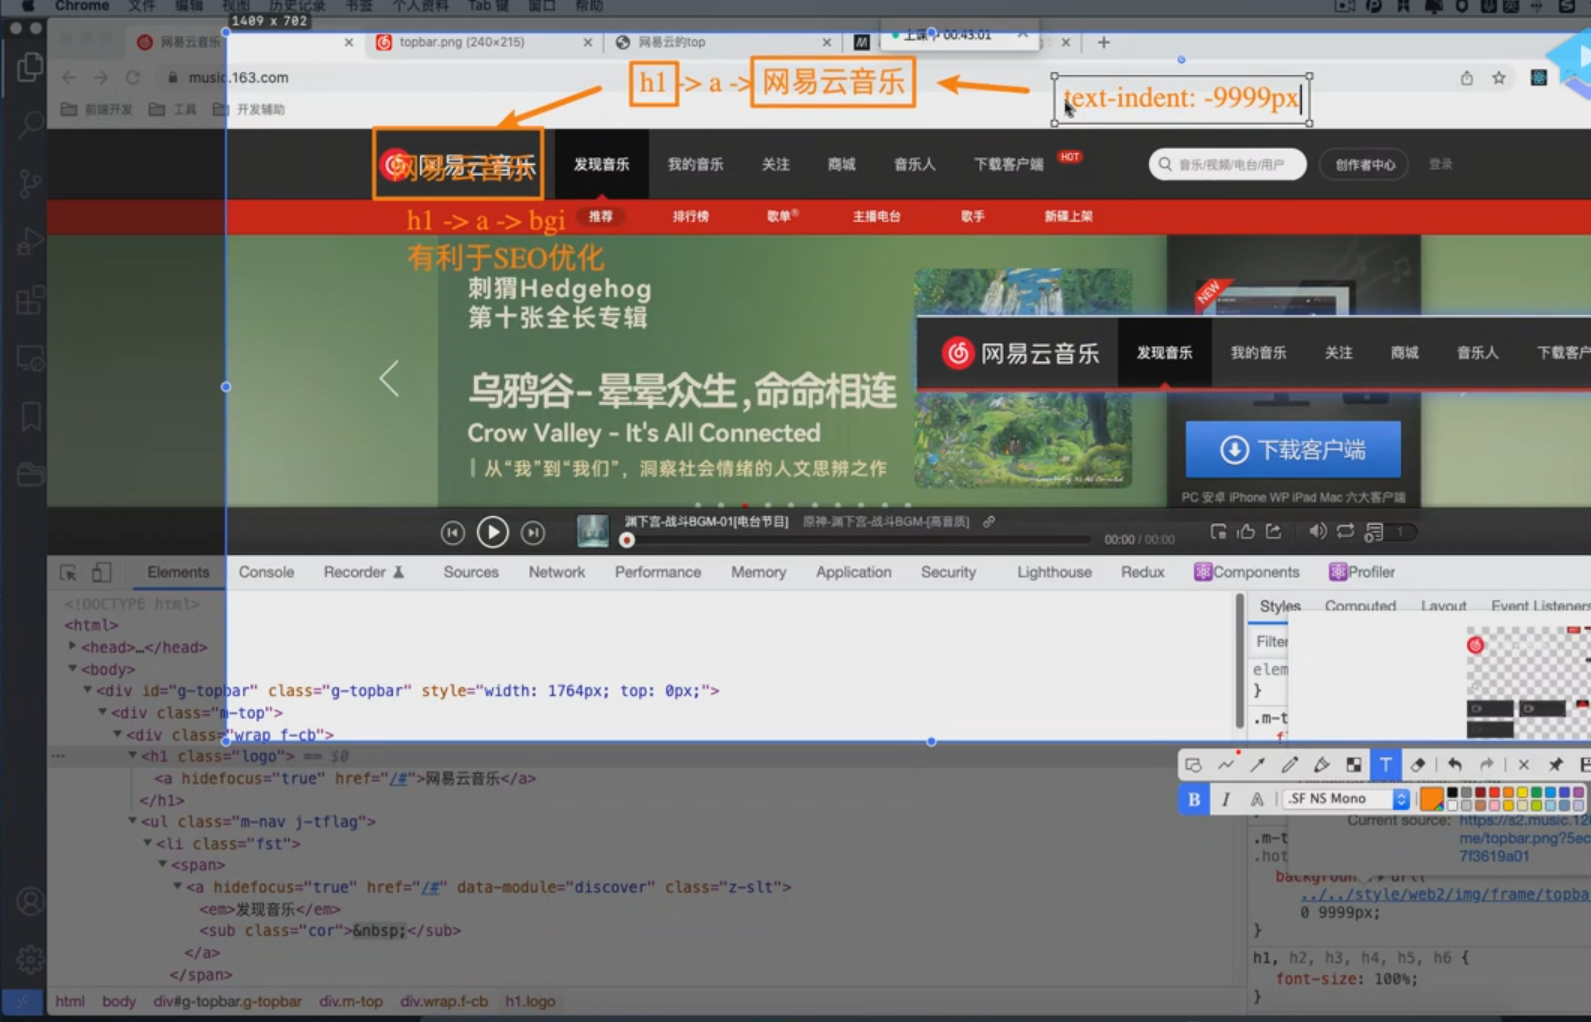 Chrome 文件 编辑 视图 历史记录 书签 个人资料 Tab 键 窗口 帮助
1409 x 702
网易云音乐
topbar.png (240×215)
网易云的top
上课中 00:43:01
music.163.com
前端开发 工具 开发辅助
h1 -> a -> 网易云音乐
text-indent: -9999px
网易云音乐
网易云音乐
发现音乐 我的音乐 关注 商城 音乐人 下载客户端 HOT
音乐/视频/电台/用户
创作者中心
登录
h1 -> a -> bgi
推荐 排行榜 歌单 主播电台 歌手 新碟上架
有利于SEO优化
刺猬Hedgehog
第十张全长专辑
乌鸦谷-晕晕众生,命命相连
Crow Valley - It's All Connected
从“我”到“我们”，洞察社会情绪的人文思辨之作
NEW
网易云音乐 发现音乐 我的音乐 关注 商城 音乐人 下载客户
下载客户端
PC 安卓 iPhone WP iPad Mac 六大客户端
渊下宫-战斗BGM-01[电台节目] 原神-渊下宫-战斗BGM-[高音质]
00:00 / 00:00
1
Elements Console Recorder Sources Network Performance Memory Application Security Lighthouse Redux Components Profiler
<!DOCTYPE html>
<html>
<head>…</head>
<body>
<div id="g-topbar" class="g-topbar" style="width: 1764px; top: 0px;">
<div class="m-top">
<div class="wrap f-cb">
<h1 class="logo"> == $0
<a hidefocus="true" href="/#">网易云音乐</a>
</h1>
<ul class="m-nav j-tflag">
<li class="fst">
<span>
<a hidefocus="true" href="/#" data-module="discover" class="z-slt">
<em>发现音乐</em>
<sub class="cor">&nbsp;</sub>
</a>
</span>
html body div#g-topbar.g-topbar div.m-top div.wrap.f-cb h1.logo
Styles Computed Layout Event Listeners
Filter
elem
}
.m-t
T
B I A .SF NS Mono
Current source: https://s2.music.12
.m-t me/topbar.png?5ec
.hot 7f3619a01
../../style/web2/img/frame/topba
0 9999px;
}
h1, h2, h3, h4, h5, h6 {
font-size: 100%;
}